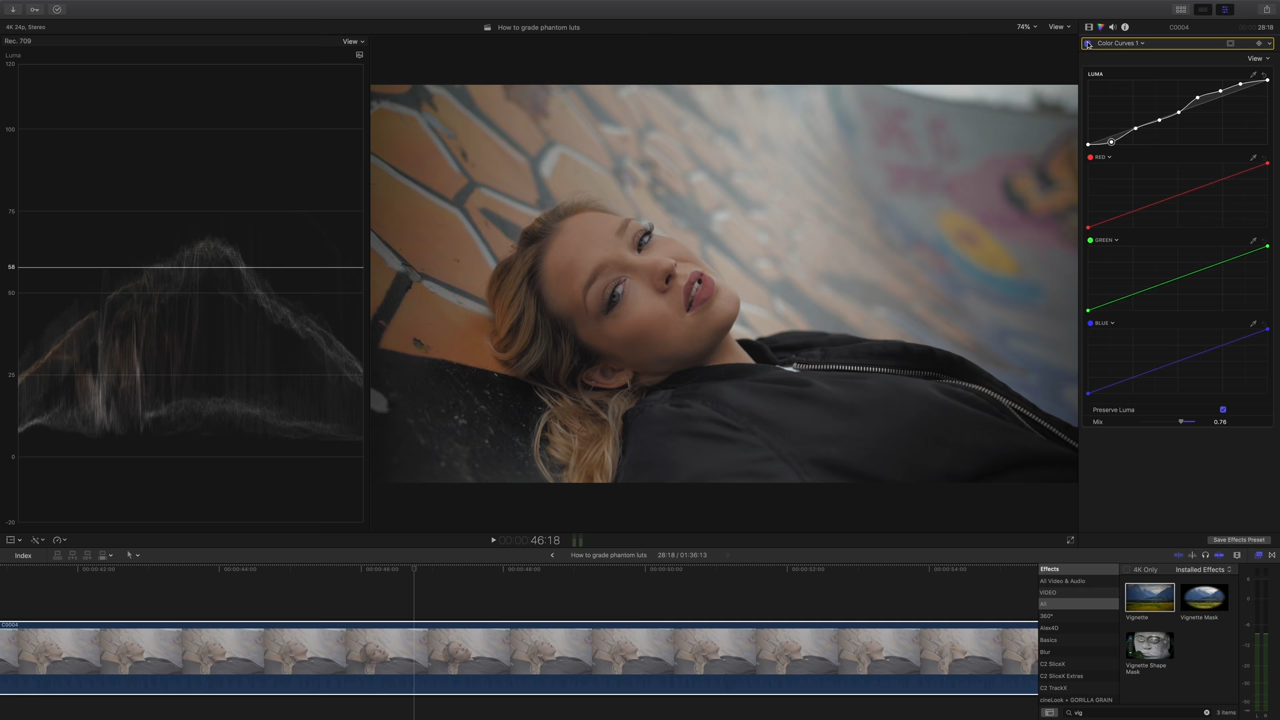 4K 24p, Stereo
How to grade phantom luts
74%
View
C0004
28:18
Rec. 709
View
Color Curves 1
View
Luma
120
100
75
58
50
25
0
-20
LUMA
RED
GREEN
BLUE
Preserve Luma
Mix
0.76
46:18
Save Effects Preset
Index
How to grade phantom luts
28:18 / 01:36:13
00:00:42:00
00:00:44:00
00:00:46:00
00:00:48:00
00:00:50:00
00:00:52:00
00:00:54:00
C0004
Effects
4K Only
Installed Effects
All Video & Audio
VIDEO
All
360°
Alex4D
Basics
Blur
C2 SliceX
C2 SliceX Extras
C2 TrackX
cineLook + GORILLA GRAIN
Vignette
Vignette Mask
Vignette Shape
Mask
vig
3 items